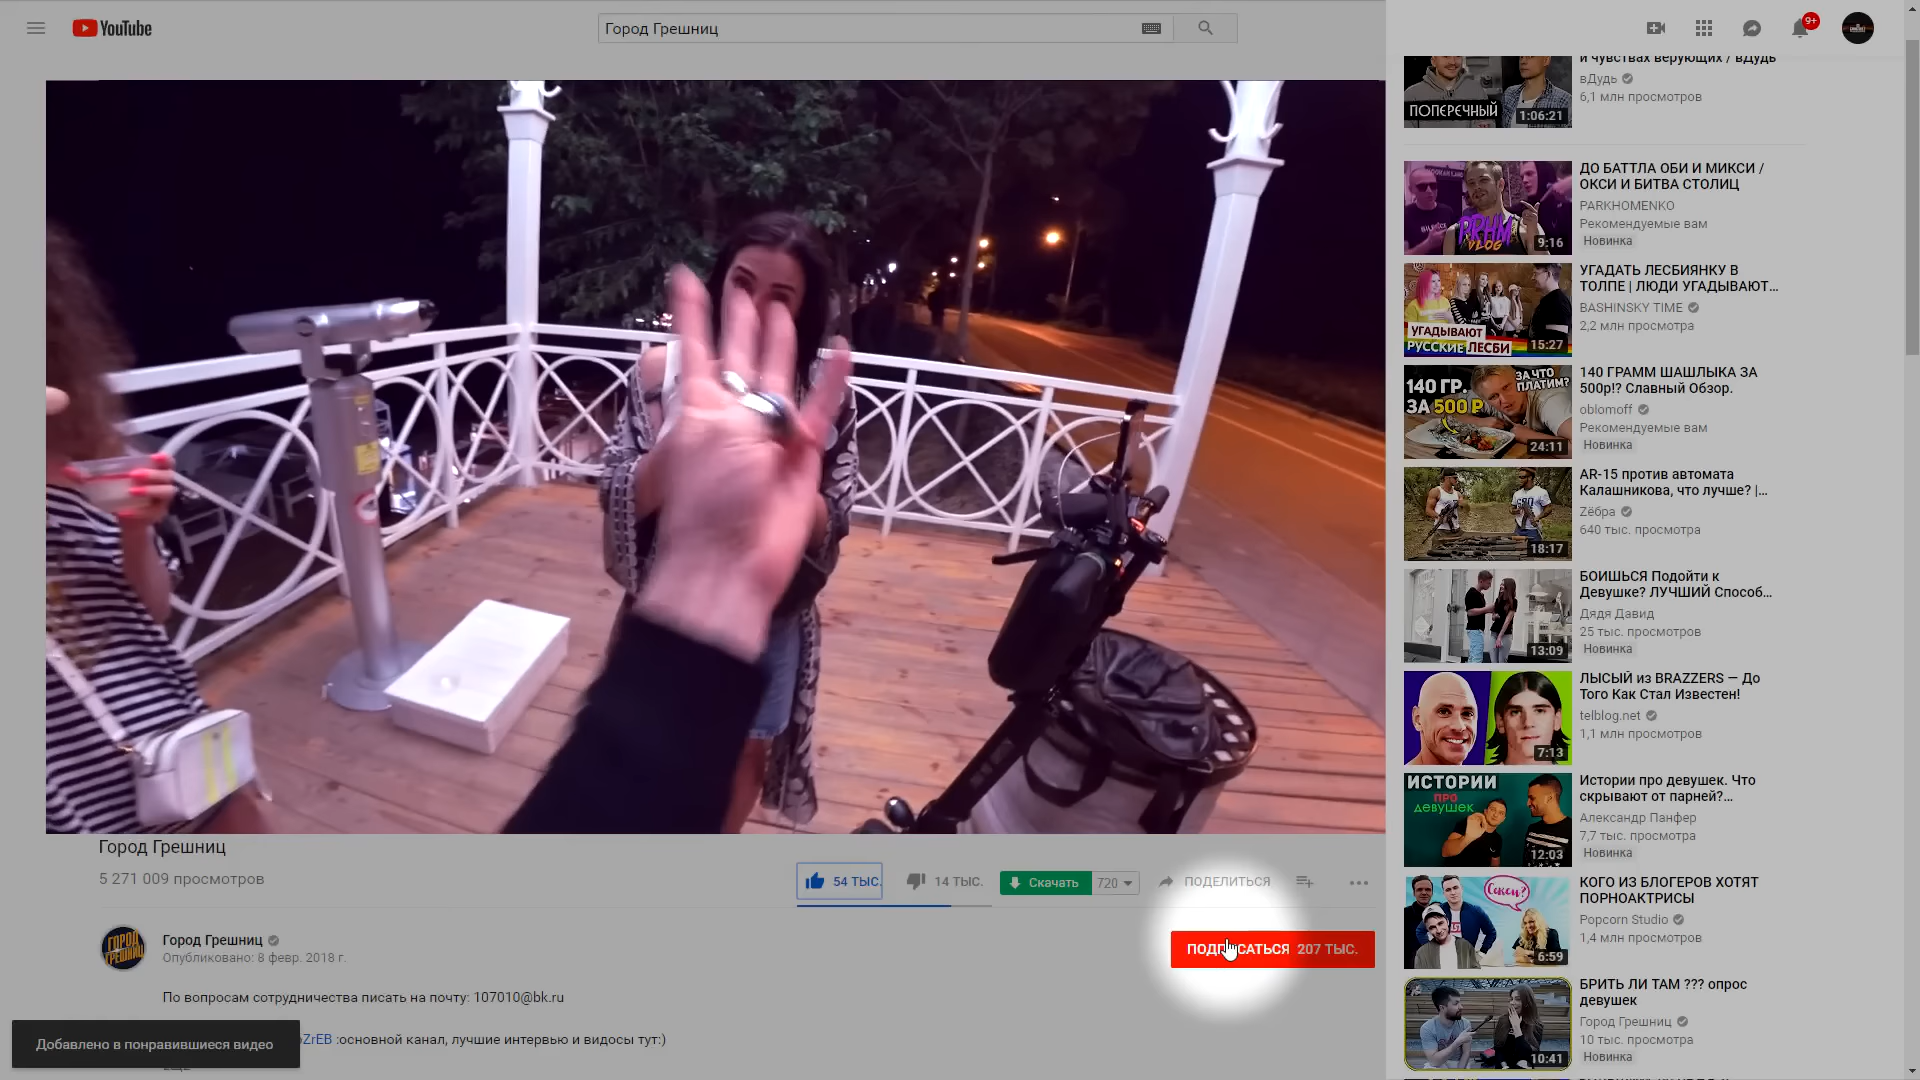 YouTube
Город Грешниц
9+
Город Грешниц
5 271 009 просмотров
54 ТЫС.
14 ТЫС.
Скачать
720
ПОДЕЛИТЬСЯ
Город Грешниц
Опубликовано: 8 февр. 2018 г.
ПОДПИСАТЬСЯ 207 ТЫС.
По вопросам сотрудничества писать на почту: 107010@bk.ru
ZrEB :основной канал, лучшие интервью и видосы тут:)
Добавлено в понравившиеся видео
ГОРОД
ГРЕШНИЦ
и чувствах верующих / вДудь
вДудь
6,1 млн просмотров
ПОПЕРЕЧНЫЙ
1:06:21
ДО БАТТЛА ОБИ И МИКСИ /
ОКСИ И БИТВА СТОЛИЦ
PARKHOMENKO
Рекомендуемые вам
Новинка
PRHM
VLOG
9:16
УГАДАТЬ ЛЕСБИЯНКУ В
ТОЛПЕ | ЛЮДИ УГАДЫВАЮТ...
BASHINSKY TIME
2,2 млн просмотра
УГАДЫВАЮТ
РУССКИЕ ЛЕСБИ
15:27
140 ГРАММ ШАШЛЫКА ЗА
500р!? Славный Обзор.
oblomoff
Рекомендуемые вам
Новинка
140 ГР.
ЗА 500 Р
ЗА ЧТО
ПЛАТИМ?
24:11
AR-15 против автомата
Калашникова, что лучше? |...
Zёбра
640 тыс. просмотра
18:17
БОИШЬСЯ Подойти к
Девушке? ЛУЧШИЙ Способ...
Дядя Давид
25 тыс. просмотров
Новинка
13:09
ЛЫСЫЙ из BRAZZERS — До
Того Как Стал Известен!
telblog.net
1,1 млн просмотров
7:13
Истории про девушек. Что
скрывают от парней?...
Александр Панфер
7,7 тыс. просмотра
Новинка
ИСТОРИИ
ПРО
девушек
12:03
КОГО ИЗ БЛОГЕРОВ ХОТЯТ
ПОРНОАКТРИСЫ
Popcorn Studio
1,4 млн просмотров
Секси?
6:59
БРИТЬ ЛИ ТАМ ??? опрос
девушек
Город Грешниц
10 тыс. просмотра
Новинка
10:41